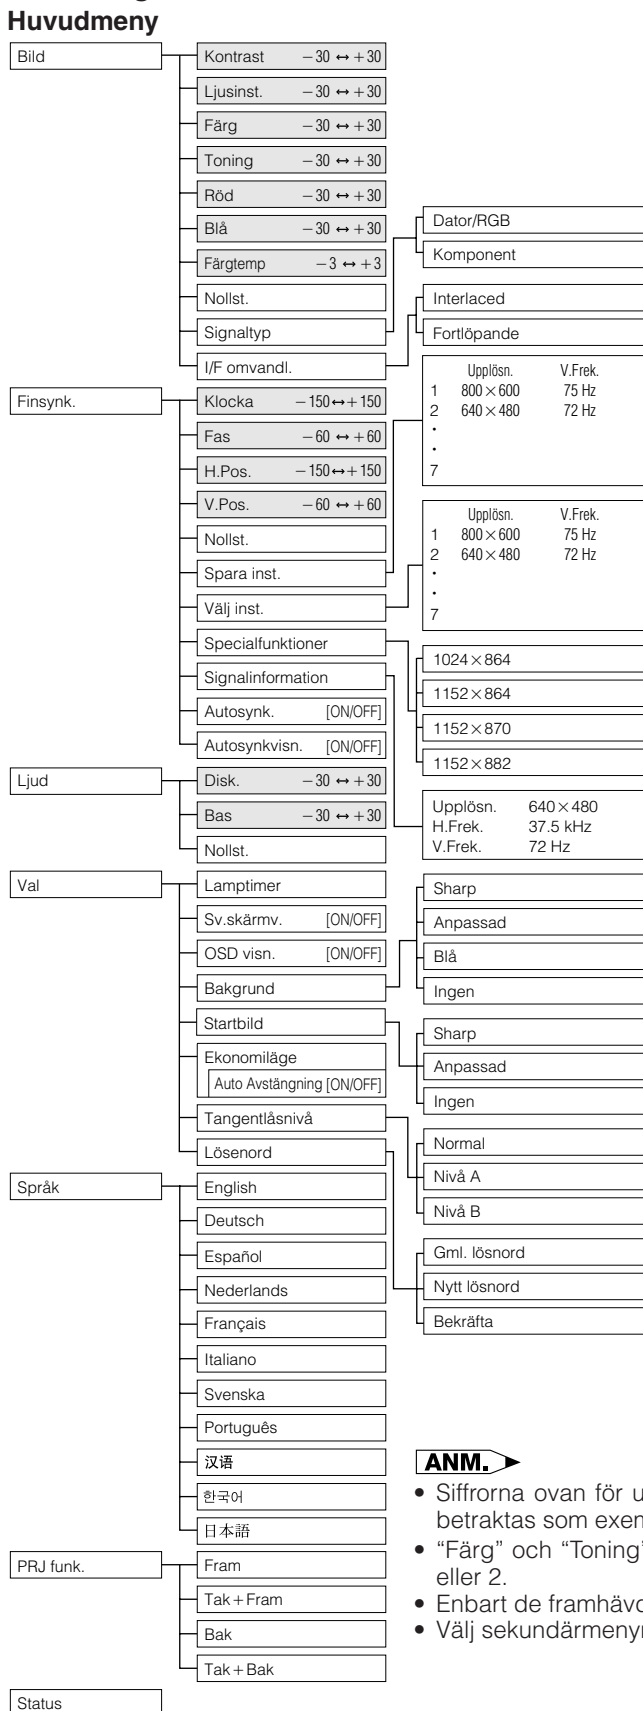 Huvudmeny
Bild
Kontrast −30 ↔ +30
Ljusinst. −30 ↔ +30
Färg −30 ↔ +30
Toning −30 ↔ +30
Röd −30 ↔ +30
Blå −30 ↔ +30
Färgtemp −3 ↔ +3
Nollst.
Signaltyp
Dator/RGB
Komponent
I/F omvandl.
Interlaced
Fortlöpande
Finsynk.
Klocka −150↔+150
Fas −60 ↔ +60
H.Pos. −150↔+150
V.Pos. −60 ↔ +60
Nollst.
Spara inst.
Upplösn. V.Frek.
1 800×600 75 Hz
2 640×480 72 Hz
•
•
7
Välj inst.
Upplösn. V.Frek.
1 800×600 75 Hz
2 640×480 72 Hz
•
•
7
Specialfunktioner
1024×864
1152×864
1152×870
1152×882
Signalinformation
Upplösn. 640×480
H.Frek. 37.5 kHz
V.Frek. 72 Hz
Autosynk. [ON/OFF]
Autosynkvisn. [ON/OFF]
Ljud
Disk. −30 ↔ +30
Bas −30 ↔ +30
Nollst.
Val
Lamptimer
Sv.skärmv. [ON/OFF]
OSD visn. [ON/OFF]
Bakgrund
Sharp
Anpassad
Blå
Ingen
Startbild
Sharp
Anpassad
Ingen
Ekonomiläge
Auto Avstängning [ON/OFF]
Tangentlåsnivå
Normal
Nivå A
Nivå B
Lösenord
Gml. lösnord
Nytt lösnord
Bekräfta
Språk
English
Deutsch
Español
Nederlands
Français
Italiano
Svenska
Português
汉语
한국어
日本語
PRJ funk.
Fram
Tak+Fram
Bak
Tak+Bak
Status
ANM.
• Siffrorna ovan för
betraktas som
• “Färg” och “Toning”
eller 2.
• Enbart de
• Välj